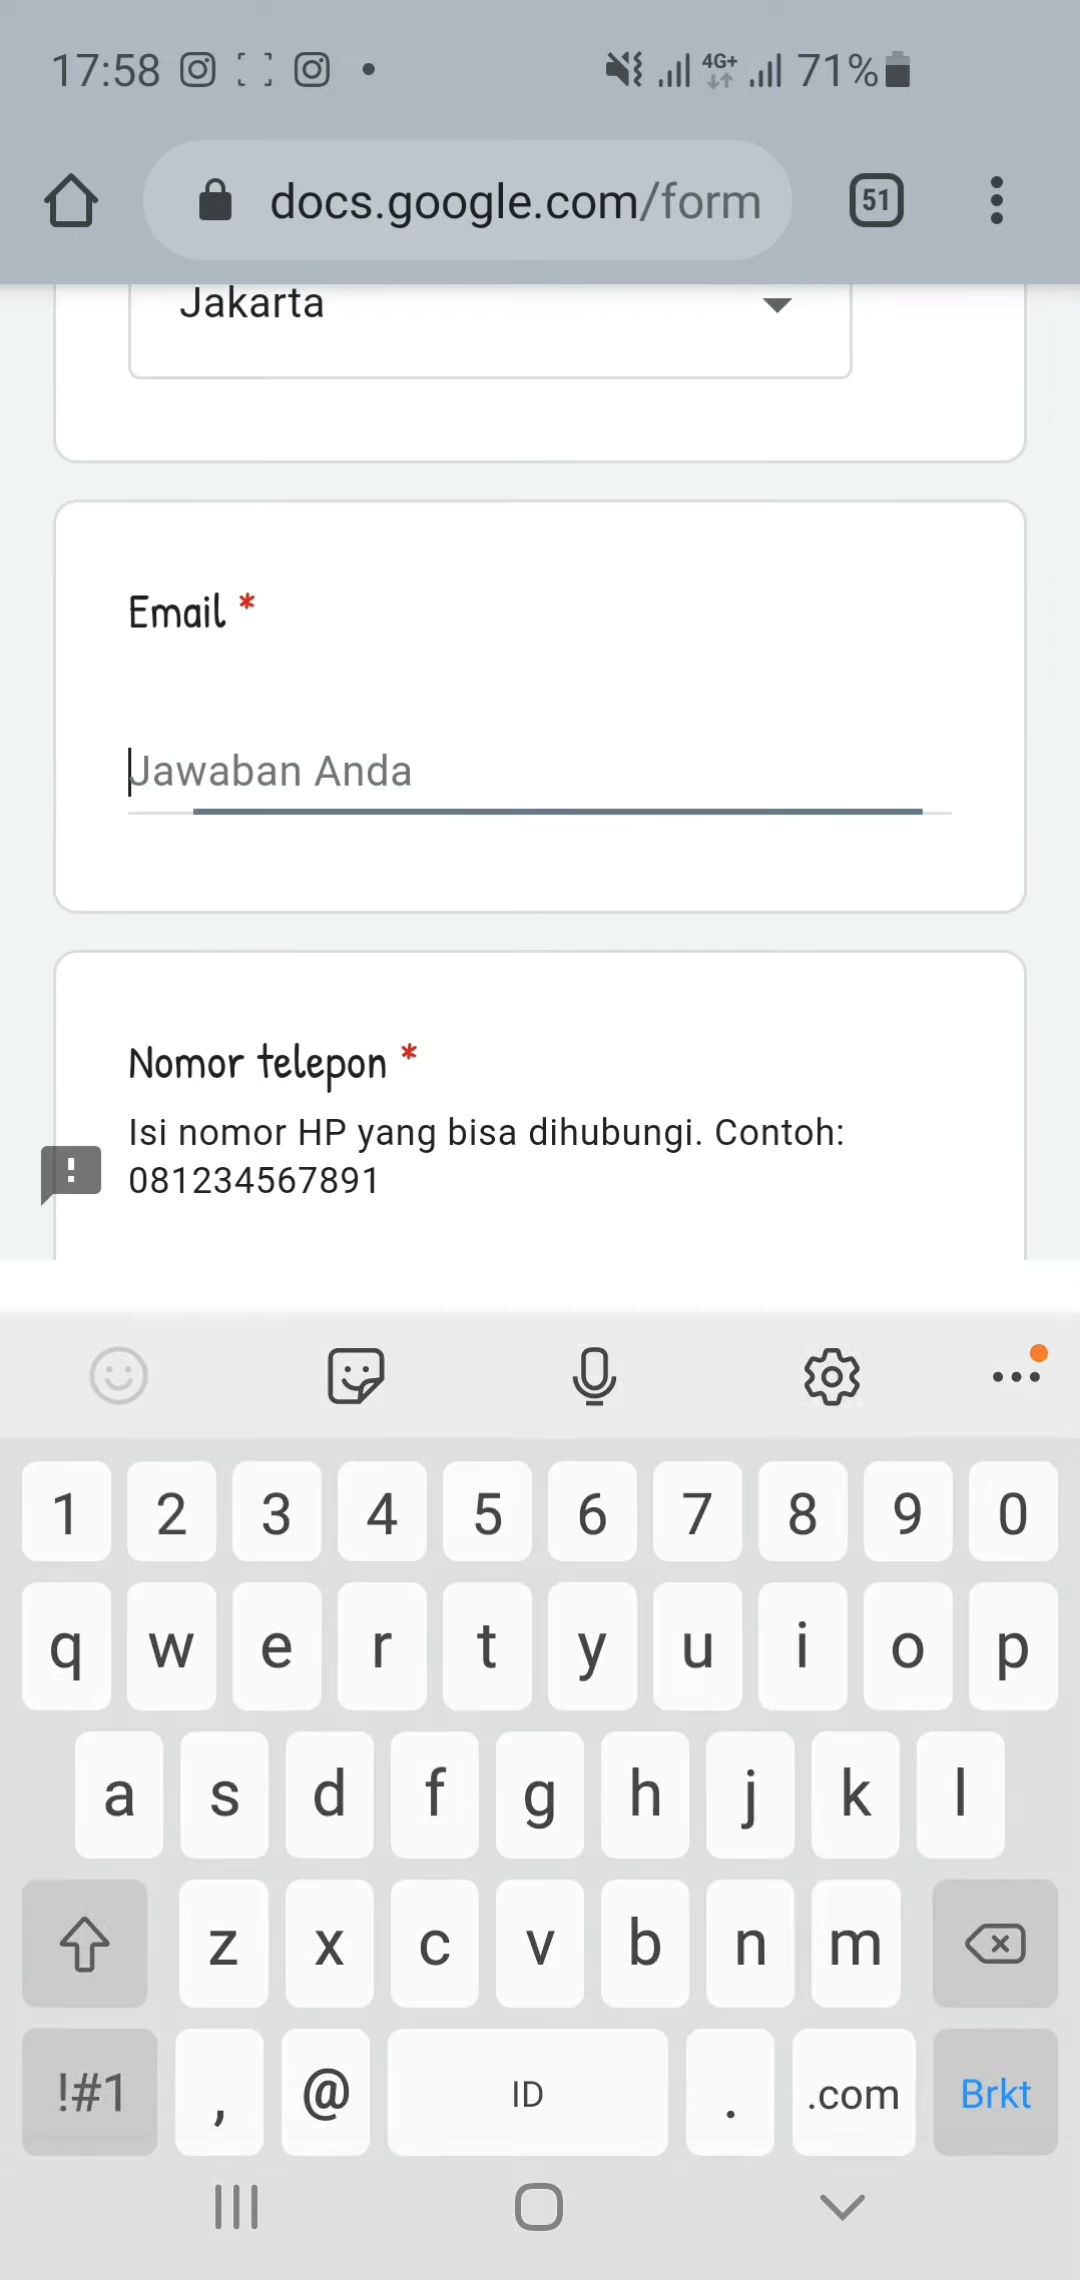 17:58 4G+ 71%
docs.google.com/form 51
Jakarta
Email *
Jawaban Anda
Nomor telepon *
Isi nomor HP yang bisa dihubungi. Contoh:
081234567891
1 2 3 4 5 6 7 8 9 0
q w e r t y u i o p
a s d f g h j k l
z x c v b n m
!#1 , @ ID . .com Brkt